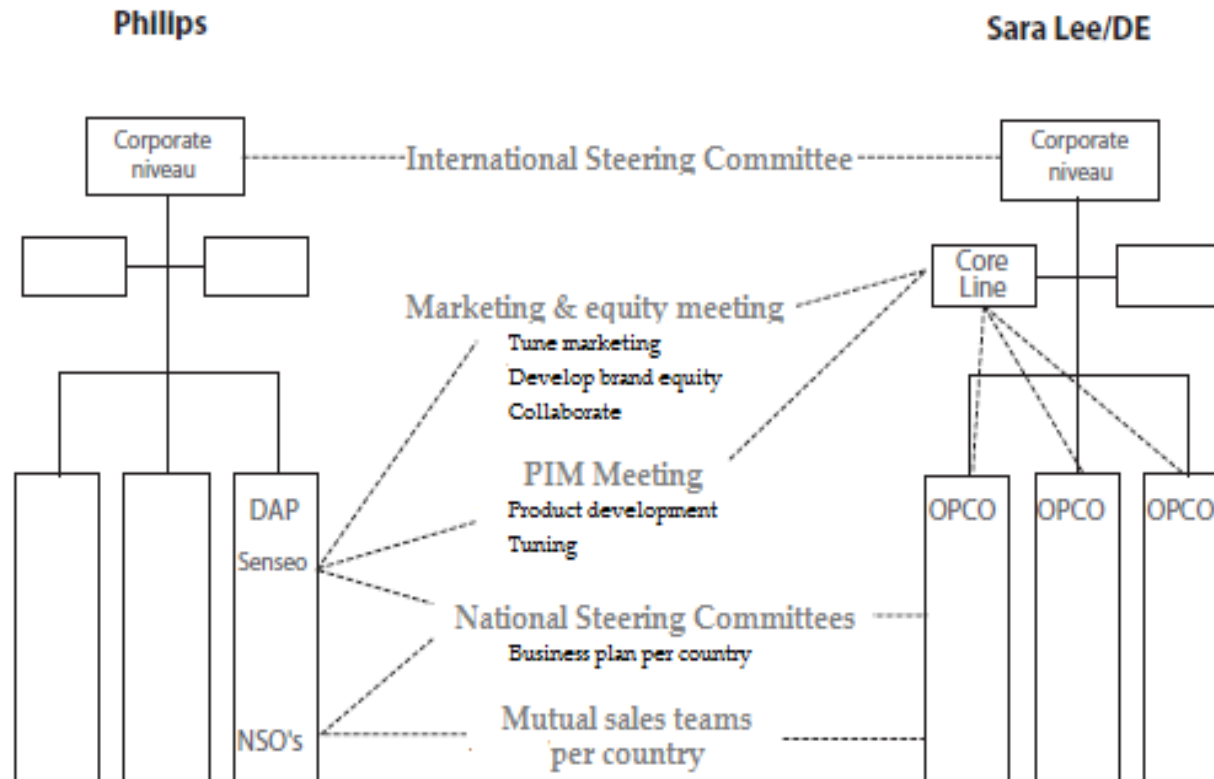 Philips
Sara Lee/DE
Corporate
niveau
International Steering Committee
Corporate
niveau
Core
Line
Marketing & equity meeting
Tune marketing
Develop brand equity
Collaborate
PIM Meeting
Product development
Tuning
DAP
Senseo
OPCO
OPCO
OPCO
National Steering Committees
Business plan per country
NSO's
Mutual sales teams
per country